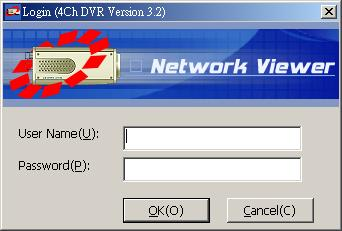 Login (4Ch DVR Version 3.2)
Network Viewer
User Name(U):
Password(P):
OK(O)
Cancel(C)